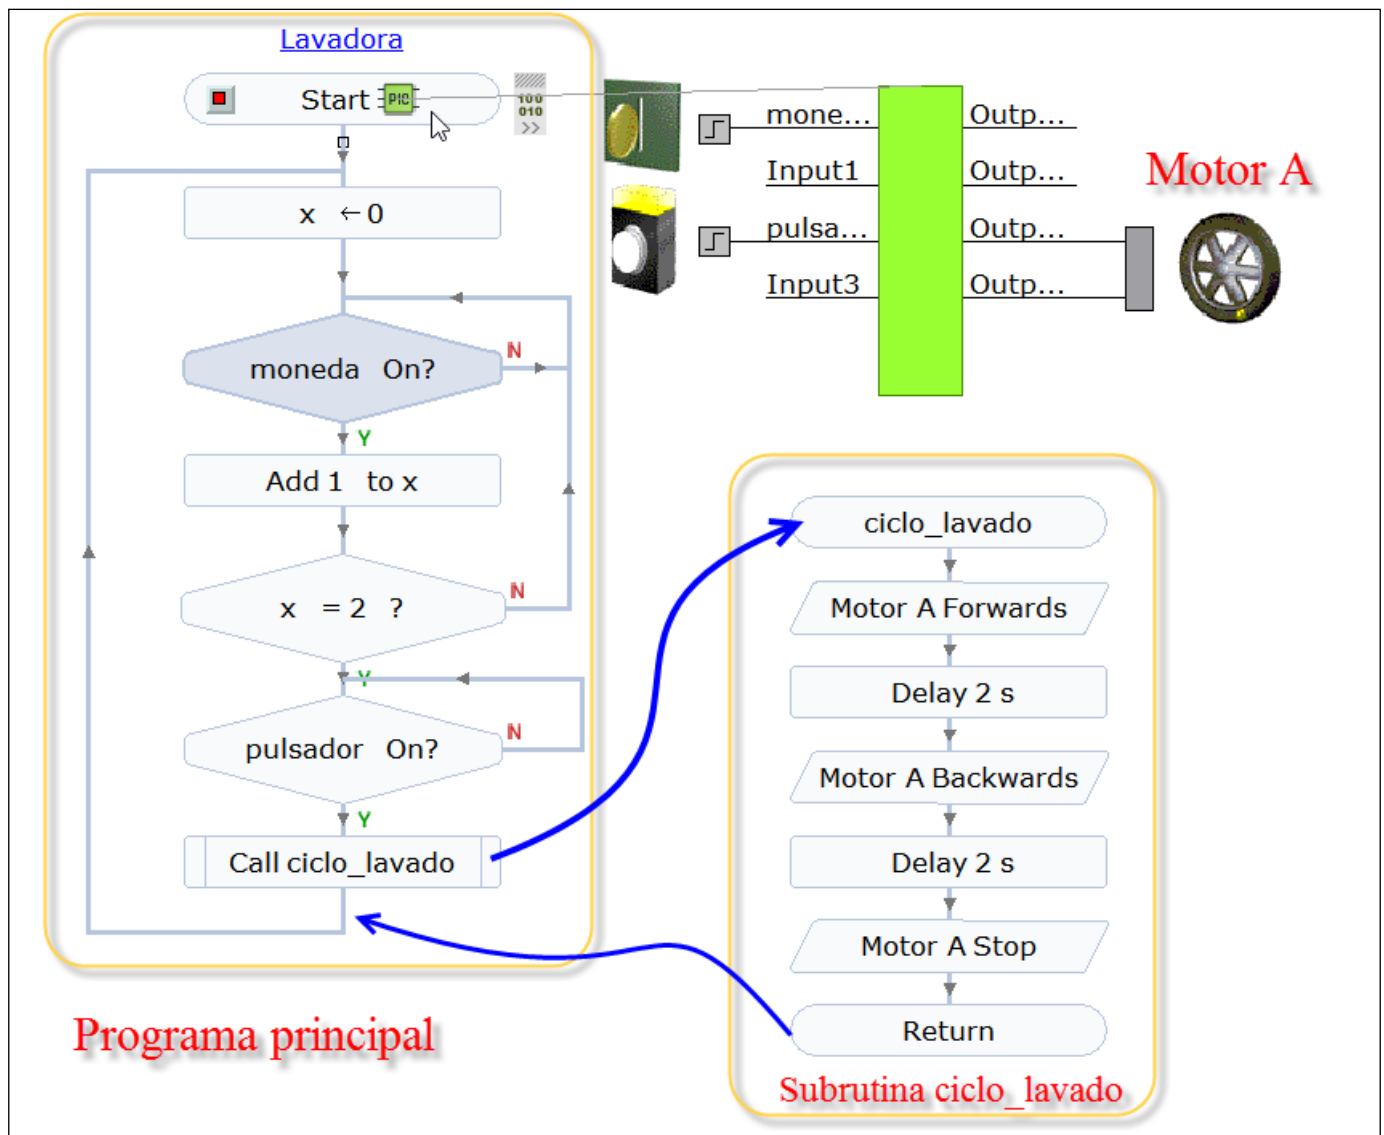 Lavadora
Start PIC
100
010
>>
x ←0
moneda On?
N
Y
Add 1 to x
x = 2 ?
N
Y
pulsador On?
N
Y
Call ciclo_lavado
Programa principal
mone... Outp...
Input1 Outp...
pulsa... Outp...
Input3 Outp...
Motor A
ciclo_lavado
Motor A Forwards
Delay 2 s
Motor A Backwards
Delay 2 s
Motor A Stop
Return
Subrutina ciclo_lavado